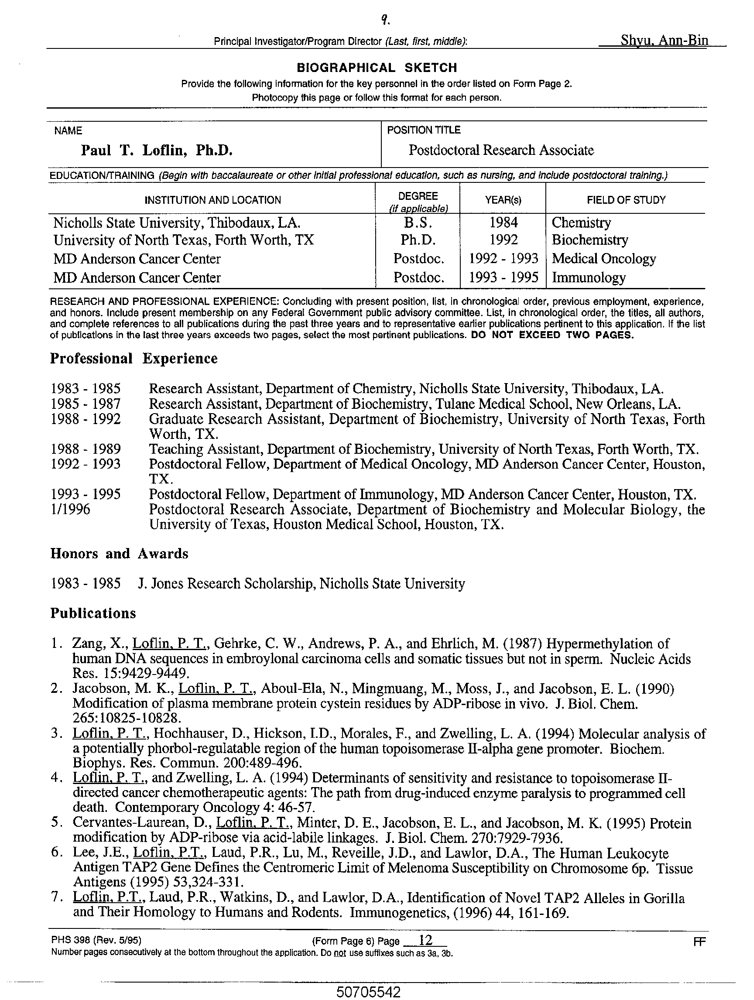 9.
Principal Investigator/Program Director (Last, first, middle): Shyu, Ann-Bin
BIOGRAPHICAL SKETCH
Provide the following information for the key personnel in the order listed on Form Page 2.
Photocopy this page or follow this format for each person.
NAME POSITION TITLE
Paul T. Loflin, Ph.D. Postdoctoral Research Associate
EDUCATION/TRAINING (Begin with baccalaureate or other initial professional education, such as nursing, and include postdoctoral training.)
INSTITUTION AND LOCATION DEGREE (if applicable) YEAR(s) FIELD OF STUDY
Nicholls State University, Thibodaux, LA. B.S. 1984 Chemistry
University of North Texas, Forth Worth, TX Ph.D. 1992 Biochemistry
MD Anderson Cancer Center Postdoc. 1992 - 1993 Medical Oncology
MD Anderson Cancer Center Postdoc. 1993 - 1995 Immunology
RESEARCH AND PROFESSIONAL EXPERIENCE: Concluding with present position, list, in chronological order, previous employment, experience,
and honors. Include present membership on any Federal Government public advisory committee. List, in chronological order, the titles, all authors,
and complete references to all publications during the past three years and to representative earlier publications pertinent to this application. If the list
of publications in the last three years exceeds two pages, select the most pertinent publications. DO NOT EXCEED TWO PAGES.
Professional Experience
1983 - 1985 Research Assistant, Department of Chemistry, Nicholls State University, Thibodaux, LA.
1985 - 1987 Research Assistant, Department of Biochemistry, Tulane Medical School, New Orleans, LA.
1988 - 1992 Graduate Research Assistant, Department of Biochemistry, University of North Texas, Forth
Worth, TX.
1988 - 1989 Teaching Assistant, Department of Biochemistry, University of North Texas, Forth Worth, TX.
1992 - 1993 Postdoctoral Fellow, Department of Medical Oncology, MD Anderson Cancer Center, Houston,
TX.
1993 - 1995 Postdoctoral Fellow, Department of Immunology, MD Anderson Cancer Center, Houston, TX.
1/1996 Postdoctoral Research Associate, Department of Biochemistry and Molecular Biology, the
University of Texas, Houston Medical School, Houston, TX.
Honors and Awards
1983 - 1985 J. Jones Research Scholarship, Nicholls State University
Publications
1. Zang, X., Loflin, P. T., Gehrke, C. W., Andrews, P. A., and Ehrlich, M. (1987) Hypermethylation of
human DNA sequences in embroylonal carcinoma cells and somatic tissues but not in sperm. Nucleic Acids
Res. 15:9429-9449.
2. Jacobson, M. K., Loflin, P. T., Aboul-Ela, N., Mingmuang, M., Moss, J., and Jacobson, E. L. (1990)
Modification of plasma membrane protein cystein residues by ADP-ribose in vivo. J. Biol. Chem.
265:10825-10828.
3. Loflin, P. T., Hochhauser, D., Hickson, I.D., Morales, F., and Zwelling, L. A. (1994) Molecular analysis of
a potentially phorbol-regulatable region of the human topoisomerase II-alpha gene promoter. Biochem.
Biophys. Res. Commun. 200:489-496.
4. Loflin, P. T., and Zwelling, L. A. (1994) Determinants of sensitivity and resistance to topoisomerase II-
directed cancer chemotherapeutic agents: The path from drug-induced enzyme paralysis to programmed cell
death. Contemporary Oncology 4: 46-57.
5. Cervantes-Laurean, D., Loflin, P. T., Minter, D. E., Jacobson, E. L., and Jacobson, M. K. (1995) Protein
modification by ADP-ribose via acid-labile linkages. J. Biol. Chem. 270:7929-7936.
6. Lee, J.E., Loflin, P.T., Laud, P.R., Lu, M., Reveille, J.D., and Lawlor, D.A., The Human Leukocyte
Antigen TAP2 Gene Defines the Centromeric Limit of Melenoma Susceptibility on Chromosome 6p. Tissue
Antigens (1995) 53,324-331.
7. Loflin, P.T., Laud, P.R., Watkins, D., and Lawlor, D.A., Identification of Novel TAP2 Alleles in Gorilla
and Their Homology to Humans and Rodents. Immunogenetics, (1996) 44, 161-169.
PHS 398 (Rev. 5/95) (Form Page 6) Page 12 FF
Number pages consecutively at the bottom throughout the application. Do not use suffixes such as 3a, 3b.
50705542